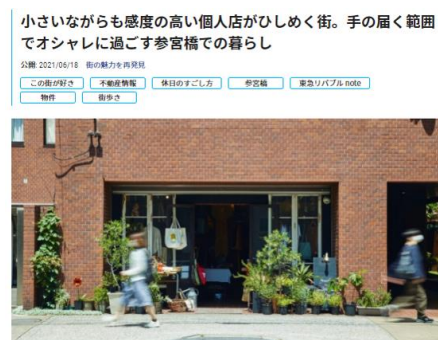 小さいながらも感度の高い個人店がひしめく街。手の届く範囲
でオシャレに過ごす参宮橋での暮らし
公開: 2021/06/18 街の魅力を再発見
この街が好き 不動産情報 休日のすごし方 参宮橋 東急リバブル note
物件 街歩き